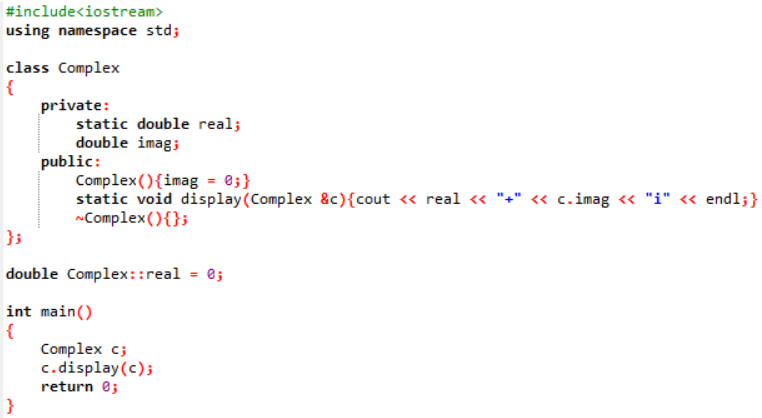 #include<iostream>
using namespace std;
class Complex
{
private:
static double real;
double imag;
public:
Complex(){imag = 0;}
static void display(Complex &c){cout << real << "+" << c.imag << "i" << endl;}
~Complex(){};
};
double Complex::real = 0;
int main()
{
Complex c;
c.display(c);
return 0;
}